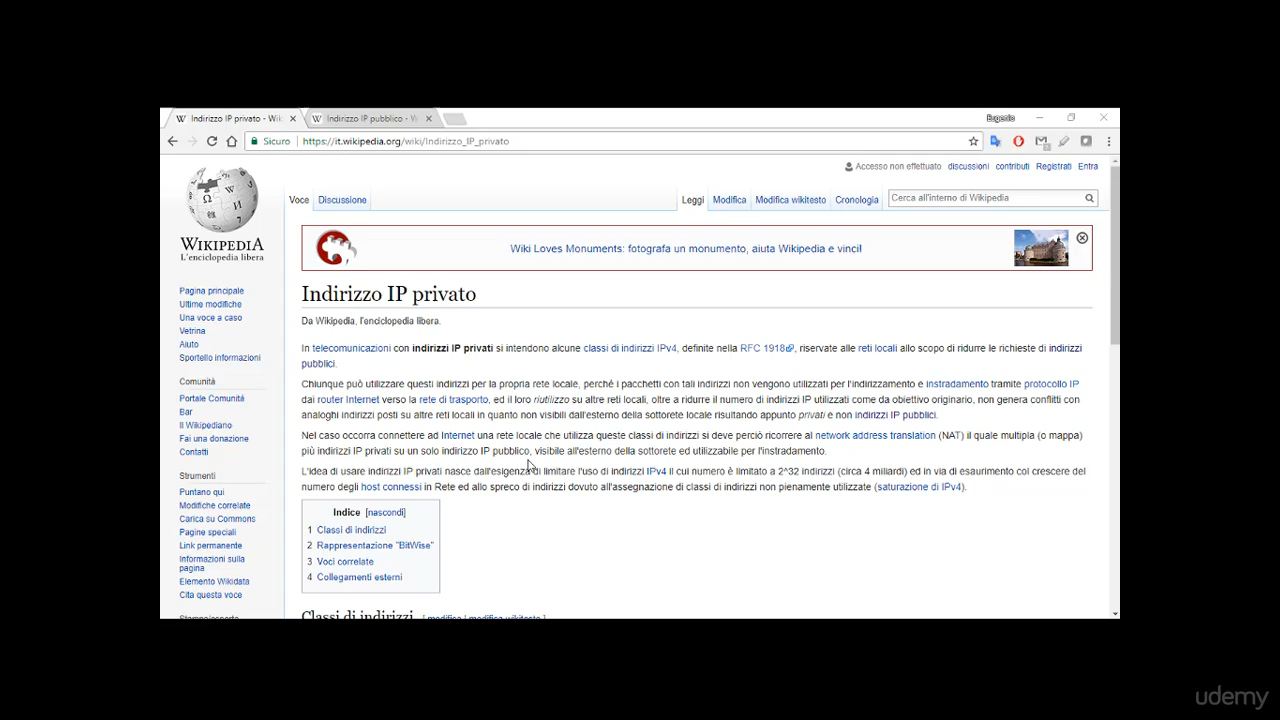 Indirizzo IP privato - Wik
Indirizzo IP pubblico - W
Eugenio
Sicuro
https://it.wikipedia.org/wiki/Indirizzo_IP_privato
Accesso non effettuato discussioni contributi Registrati Entra
Voce Discussione Leggi Modifica Modifica wikitesto Cronologia Cerca all'interno di Wikipedia
WIKIPEDIA
L'enciclopedia libera
Wiki Loves Monuments: fotografa un monumento, aiuta Wikipedia e vinci!
Pagina principale
Ultime modifiche
Una voce a caso
Vetrina
Aiuto
Sportello informazioni
Comunità
Portale Comunità
Bar
Il Wikipediano
Fai una donazione
Contatti
Strumenti
Puntano qui
Modifiche correlate
Carica su Commons
Pagine speciali
Link permanente
Informazioni sulla
pagina
Elemento Wikidata
Cita questa voce
Indirizzo IP privato
Da Wikipedia, l'enciclopedia libera.
In telecomunicazioni con indirizzi IP privati si intendono alcune classi di indirizzi IPv4, definite nella RFC 1918, riservate alle reti locali allo scopo di ridurre le richieste di indirizzi
pubblici.
Chiunque può utilizzare questi indirizzi per la propria rete locale, perché i pacchetti con tali indirizzi non vengono utilizzati per l'indirizzamento e instradamento tramite protocollo IP
dai router Internet verso la rete di trasporto, ed il loro riutilizzo su altre reti locali, oltre a ridurre il numero di indirizzi IP utilizzati come da obiettivo originario, non genera conflitti con
analoghi indirizzi posti su altre reti locali in quanto non visibili dall'esterno della sottorete locale risultando appunto privati e non indirizzi IP pubblici.
Nel caso occorra connettere ad Internet una rete locale che utilizza queste classi di indirizzi si deve perciò ricorrere al network address translation (NAT) il quale multipla (o mappa)
più indirizzi IP privati su un solo indirizzo IP pubblico, visibile all'esterno della sottorete ed utilizzabile per l'instradamento.
L'idea di usare indirizzi IP privati nasce dall'esigenza di limitare l'uso di indirizzi IPv4 il cui numero è limitato a 2^32 indirizzi (circa 4 miliardi) ed in via di esaurimento col crescere del
numero degli host connessi in Rete ed allo spreco di indirizzi dovuto all'assegnazione di classi di indirizzi non pienamente utilizzate (saturazione di IPv4).
Indice [nascondi]
1 Classi di indirizzi
2 Rappresentazione "BitWise"
3 Voci correlate
4 Collegamenti esterni
Classi di indirizzi [ modifica | modifica wikitesto ]
udemy